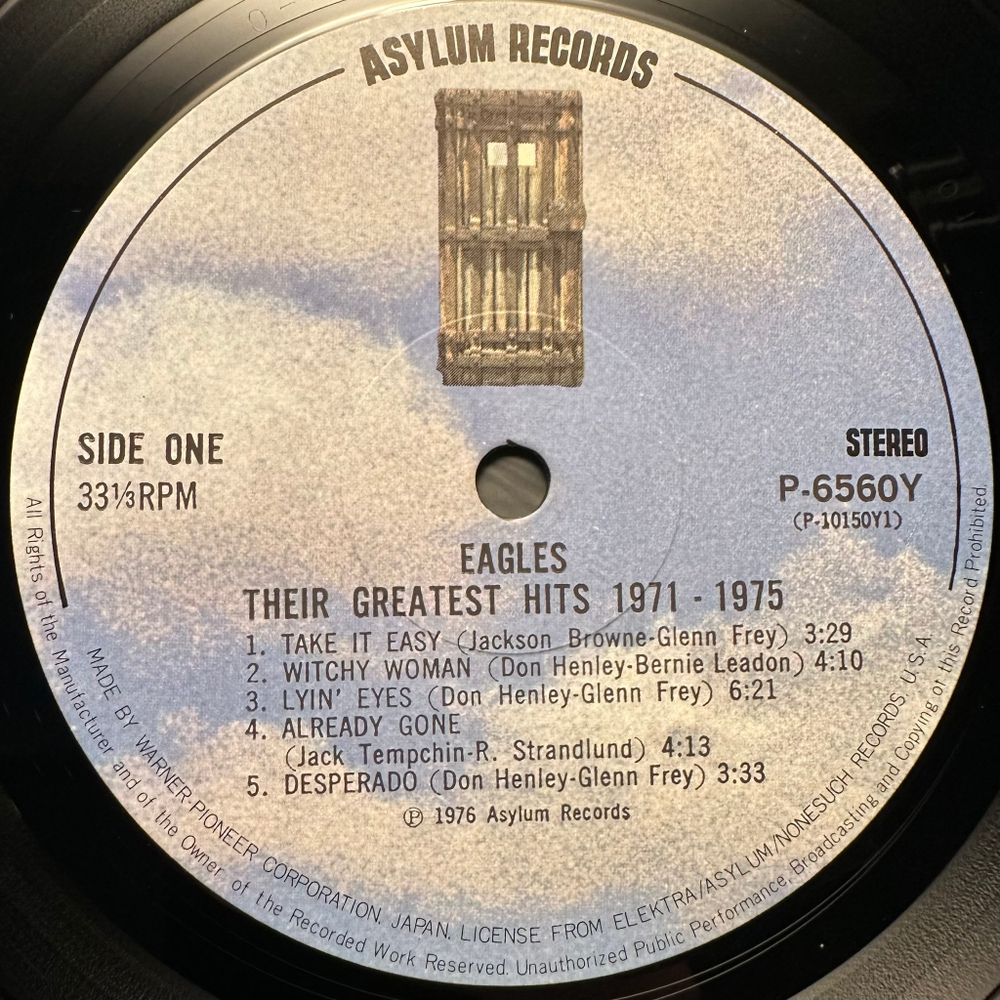 ASYLUM RECORDS
SIDE ONE
33⅓RPM
STEREO
P-6560Y
(P-10150Y1)
EAGLES
THEIR GREATEST HITS 1971 - 1975
1. TAKE IT EASY (Jackson Browne-Glenn Frey) 3:29
2. WITCHY WOMAN (Don Henley-Bernie Leadon) 4:10
3. LYIN' EYES (Don Henley-Glenn Frey) 6:21
4. ALREADY GONE
(Jack Tempchin-R. Strandlund) 4:13
5. DESPERADO (Don Henley-Glenn Frey) 3:33
℗ 1976 Asylum Records
MADE BY WARNER-PIONEER CORPORATION, JAPAN. LICENSE FROM ELEKTRA/ASYLUM/NONESUCH RECORDS, U.S.A.
All Rights of the Manufacturer and of the Owner of the Recorded Work Reserved. Unauthorized Public Performance, Broadcasting and Copying of this Record Prohibited.